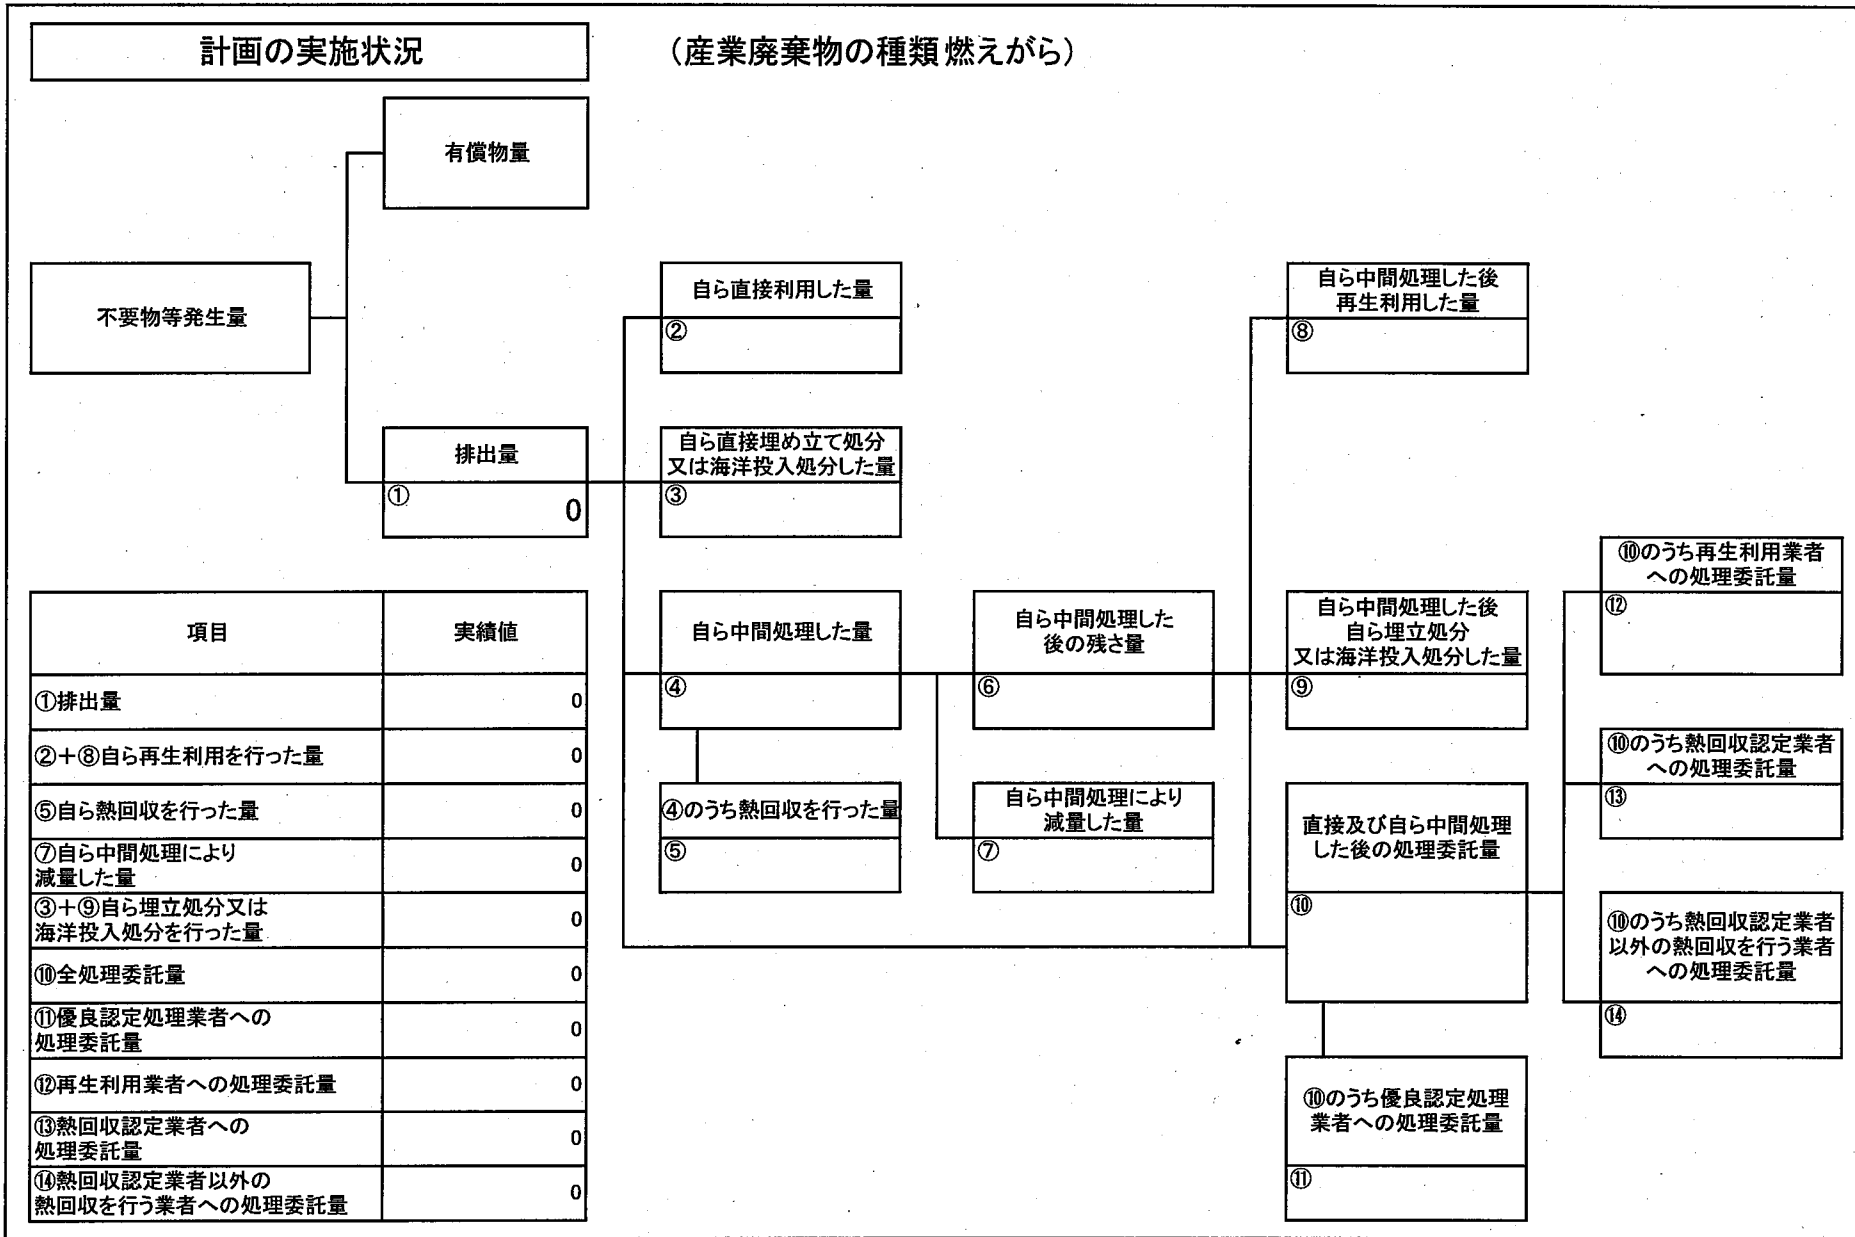 計画の実施状況
（産業廃棄物の種類 燃えがら）
有償物量
不要物等発生量
自ら直接利用した量
②
自ら中間処理した後
再生利用した量
⑧
排出量
①
0
自ら直接埋め立て処分
又は海洋投入処分した量
③
⑩のうち再生利用業者
への処理委託量
⑫
自ら中間処理した量
④
自ら中間処理した
後の残さ量
⑥
自ら中間処理した後
自ら埋立処分
又は海洋投入処分した量
⑨
⑩のうち熱回収認定業者
への処理委託量
⑬
④のうち熱回収を行った量
⑤
自ら中間処理により
減量した量
⑦
直接及び自ら中間処理
した後の処理委託量
⑩
⑩のうち熱回収認定業者
以外の熱回収を行う業者
への処理委託量
⑭
⑩のうち優良認定処理
業者への処理委託量
⑪
項目 実績値
①排出量 0
②＋⑧自ら再生利用を行った量 0
⑤自ら熱回収を行った量 0
⑦自ら中間処理により
減量した量 0
③＋⑨自ら埋立処分又は
海洋投入処分を行った量 0
⑩全処理委託量 0
⑪優良認定処理業者への
処理委託量 0
⑫再生利用業者への処理委託量 0
⑬熱回収認定業者への
処理委託量 0
⑭熱回収認定業者以外の
熱回収を行う業者への処理委託量 0